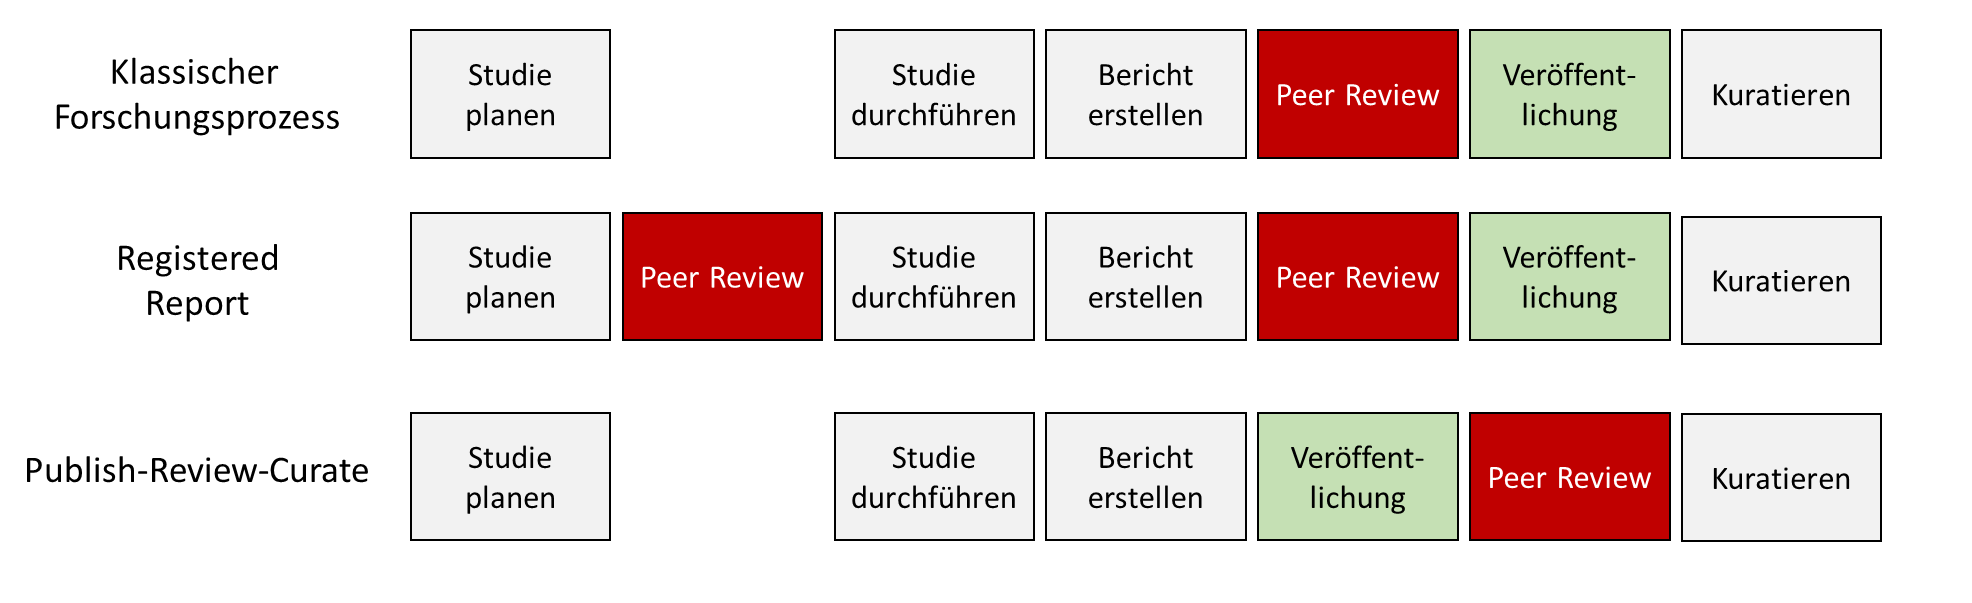 Klassischer
Forschungsprozess
Studie
planen
Studie
durchführen
Bericht
erstellen
Peer Review
Veröffent-
lichung
Kuratieren
Registered
Report
Studie
planen
Peer Review
Studie
durchführen
Bericht
erstellen
Peer Review
Veröffent-
lichung
Kuratieren
Publish-Review-Curate
Studie
planen
Studie
durchführen
Bericht
erstellen
Veröffent-
lichung
Peer Review
Kuratieren